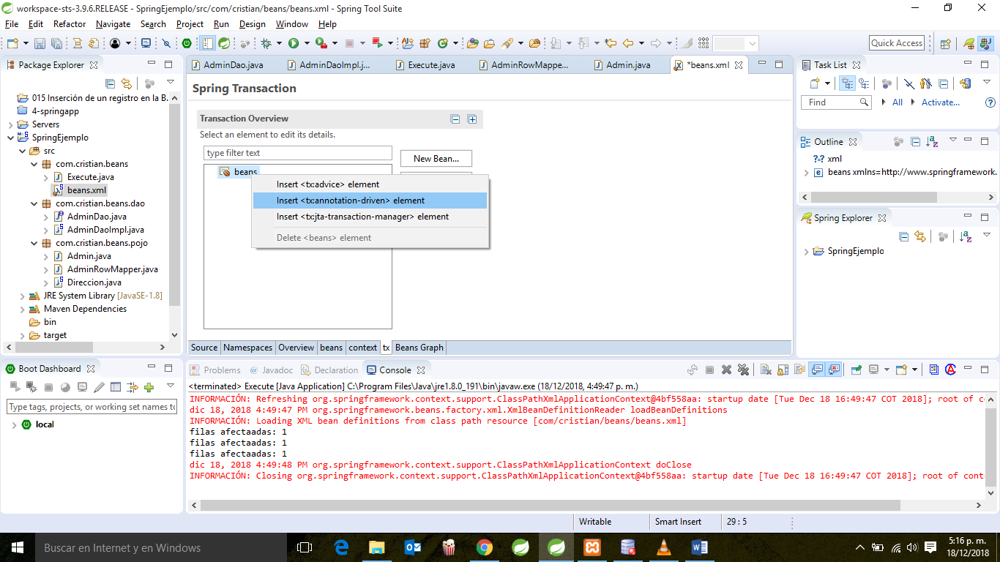 workspace-sts-3.9.6.RELEASE - SpringEjemplo/src/com/cristian/beans/beans.xml - Spring Tool Suite
File Edit Refactor Navigate Search Project Run Design Window Help
Quick Access
Package Explorer
015 Inserción de un registro en la B.
4-springapp
Servers
SpringEjemplo
src
com.cristian.beans
Execute.java
beans.xml
com.cristian.beans.dao
AdminDao.java
AdminDaoImpl.java
com.cristian.beans.pojo
Admin.java
AdminRowMapper.java
Direccion.java
JRE System Library [JavaSE-1.8]
Maven Dependencies
bin
target
AdminDao.java AdminDaoImpl.j... Execute.java AdminRowMappe... Admin.java *beans.xml
Spring Transaction
Transaction Overview
Select an element to edit its details.
type filter text
New Bean...
beans
Insert <tx:advice> element
Insert <tx:annotation-driven> element
Insert <tx:jta-transaction-manager> element
Delete <beans> element
Source Namespaces Overview beans context tx Beans Graph
Task List
Find All Activate...
Outline
xml
beans xmlns=http://www.springframework.
Spring Explorer
SpringEjemplo
Boot Dashboard
Type tags, projects, or working set names to
local
Problems Javadoc Declaration Console
<terminated> Execute [Java Application] C:\Program Files\Java\jre1.8.0_191\bin\javaw.exe (18/12/2018, 4:49:47 p. m.)
INFORMACIÓN: Refreshing org.springframework.context.support.ClassPathXmlApplicationContext@4bf558aa: startup date [Tue Dec 18 16:49:47 COT 2018]; root of co
dic 18, 2018 4:49:47 PM org.springframework.beans.factory.xml.XmlBeanDefinitionReader loadBeanDefinitions
INFORMACIÓN: Loading XML bean definitions from class path resource [com/cristian/beans/beans.xml]
filas afectaadas: 1
filas afectaadas: 1
filas afectaadas: 1
dic 18, 2018 4:49:48 PM org.springframework.context.support.ClassPathXmlApplicationContext doClose
INFORMACIÓN: Closing org.springframework.context.support.ClassPathXmlApplicationContext@4bf558aa: startup date [Tue Dec 18 16:49:47 COT 2018]; root of cont
Writable Smart Insert 29 : 5
Buscar en Internet y en Windows
5:16 p. m.
18/12/2018